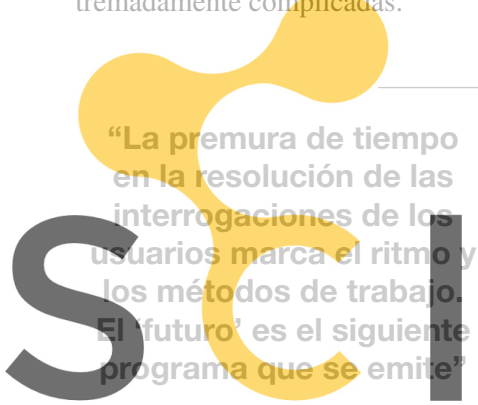 tremadamente complicadas.
“La premura de tiempo
en la resolución de las
interrogaciones de los
usuarios marca el ritmo y
los métodos de trabajo.
El ‘futuro’ es el siguiente
programa que se emite”
SCI